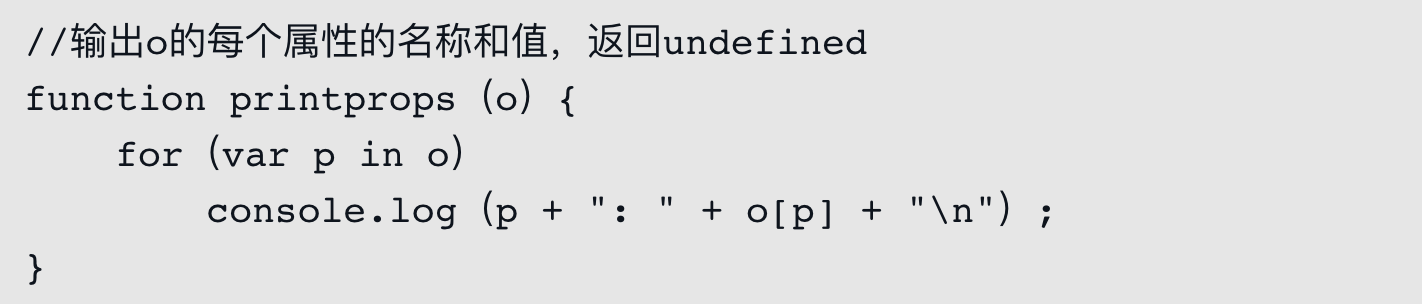 //输出o的每个属性的名称和值，返回undefined
function printprops（o）{
    for（var p in o）
        console.log（p + ": " + o[p] + "\n"）;
}